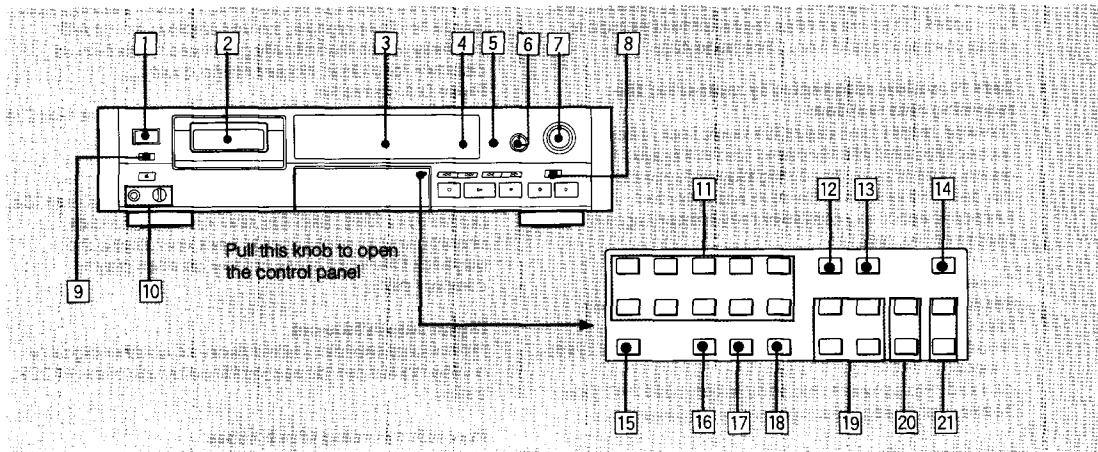 1 2 3 4 5 6 7 8
9 10
Pull this knob to open
the control panel
11 12 13 14
15 16 17 18 19 20 21